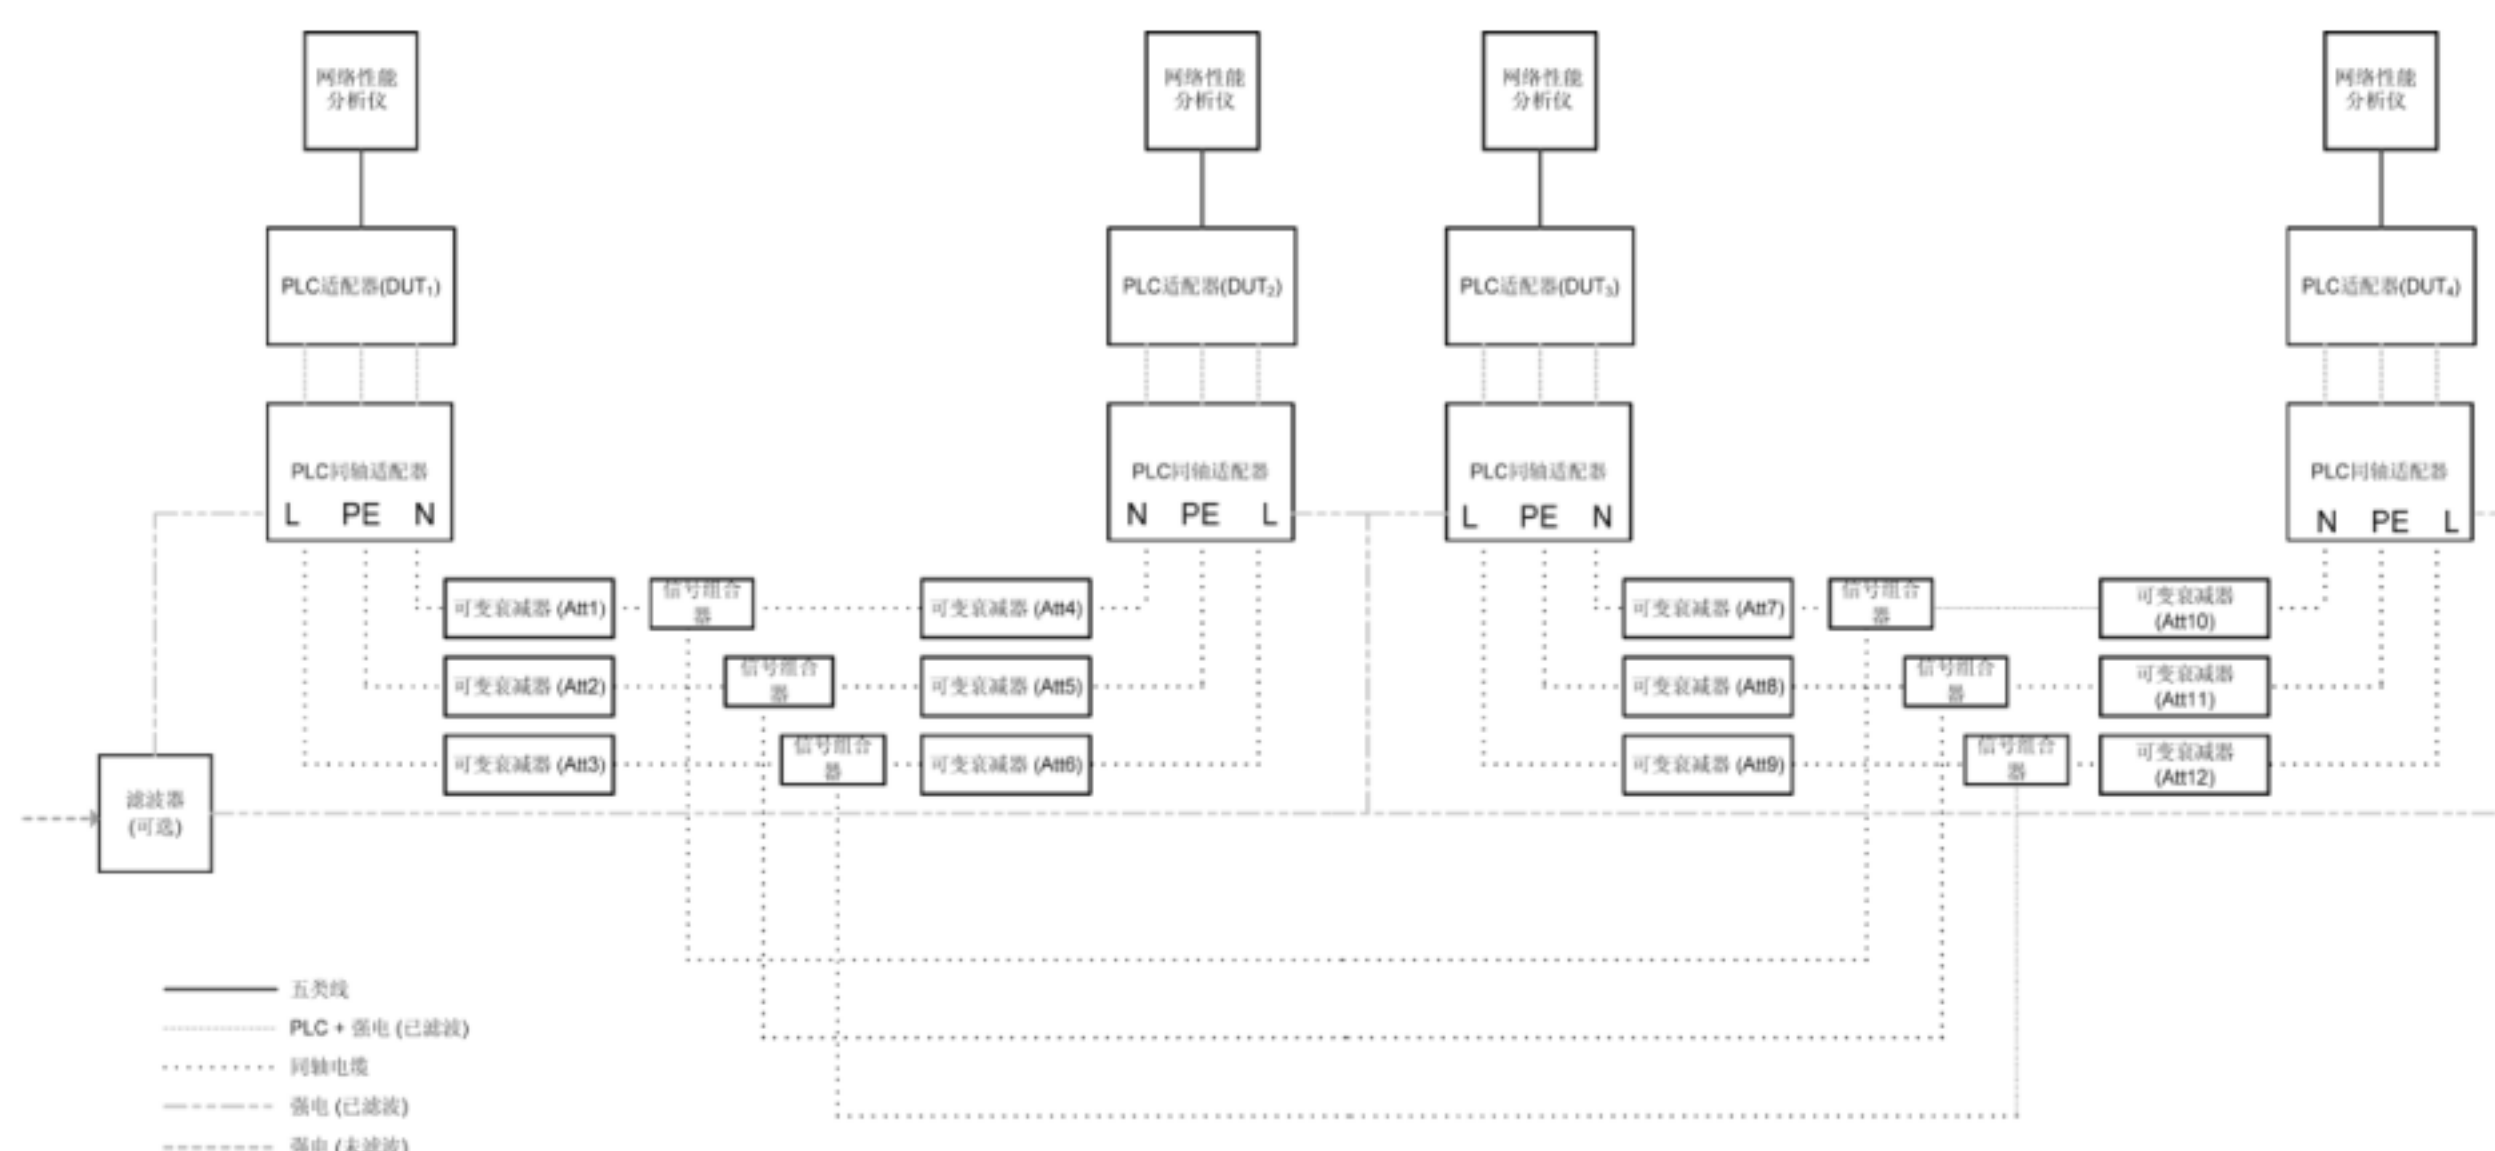 网络性能
分析仪
网络性能
分析仪
网络性能
分析仪
网络性能
分析仪
PLC适配器(DUT₁)
PLC适配器(DUT₂)
PLC适配器(DUT₃)
PLC适配器(DUT₄)
PLC同轴适配器
L PE N
PLC同轴适配器
N PE L
PLC同轴适配器
L PE N
PLC同轴适配器
N PE L
可变衰减器 (Att1)
信号组合
器
可变衰减器 (Att4)
可变衰减器 (Att7)
信号组合
器
可变衰减器
(Att10)
可变衰减器 (Att2)
信号组合
器
可变衰减器 (Att5)
可变衰减器 (Att8)
信号组合
器
可变衰减器
(Att11)
可变衰减器 (Att3)
信号组合
器
可变衰减器 (Att6)
可变衰减器 (Att9)
信号组合
器
可变衰减器
(Att12)
滤波器
(可选)
五类线
PLC + 强电 (已滤波)
同轴电缆
强电 (已滤波)
强电 (未滤波)